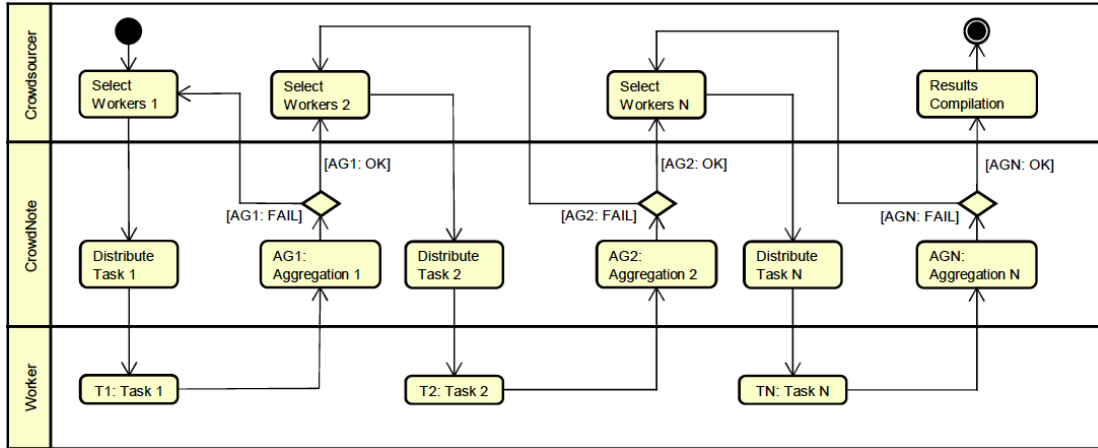 Crowdsourcer
Select
Workers 1
Select
Workers 2
Select
Workers N
Results
Compilation
CrowdNote
[AG1: OK]
[AG2: OK]
[AGN: OK]
[AG1: FAIL]
[AG2: FAIL]
[AGN: FAIL]
Distribute
Task 1
AG1:
Aggregation 1
Distribute
Task 2
AG2:
Aggregation 2
Distribute
Task N
AGN:
Aggregation N
Worker
T1: Task 1
T2: Task 2
TN: Task N